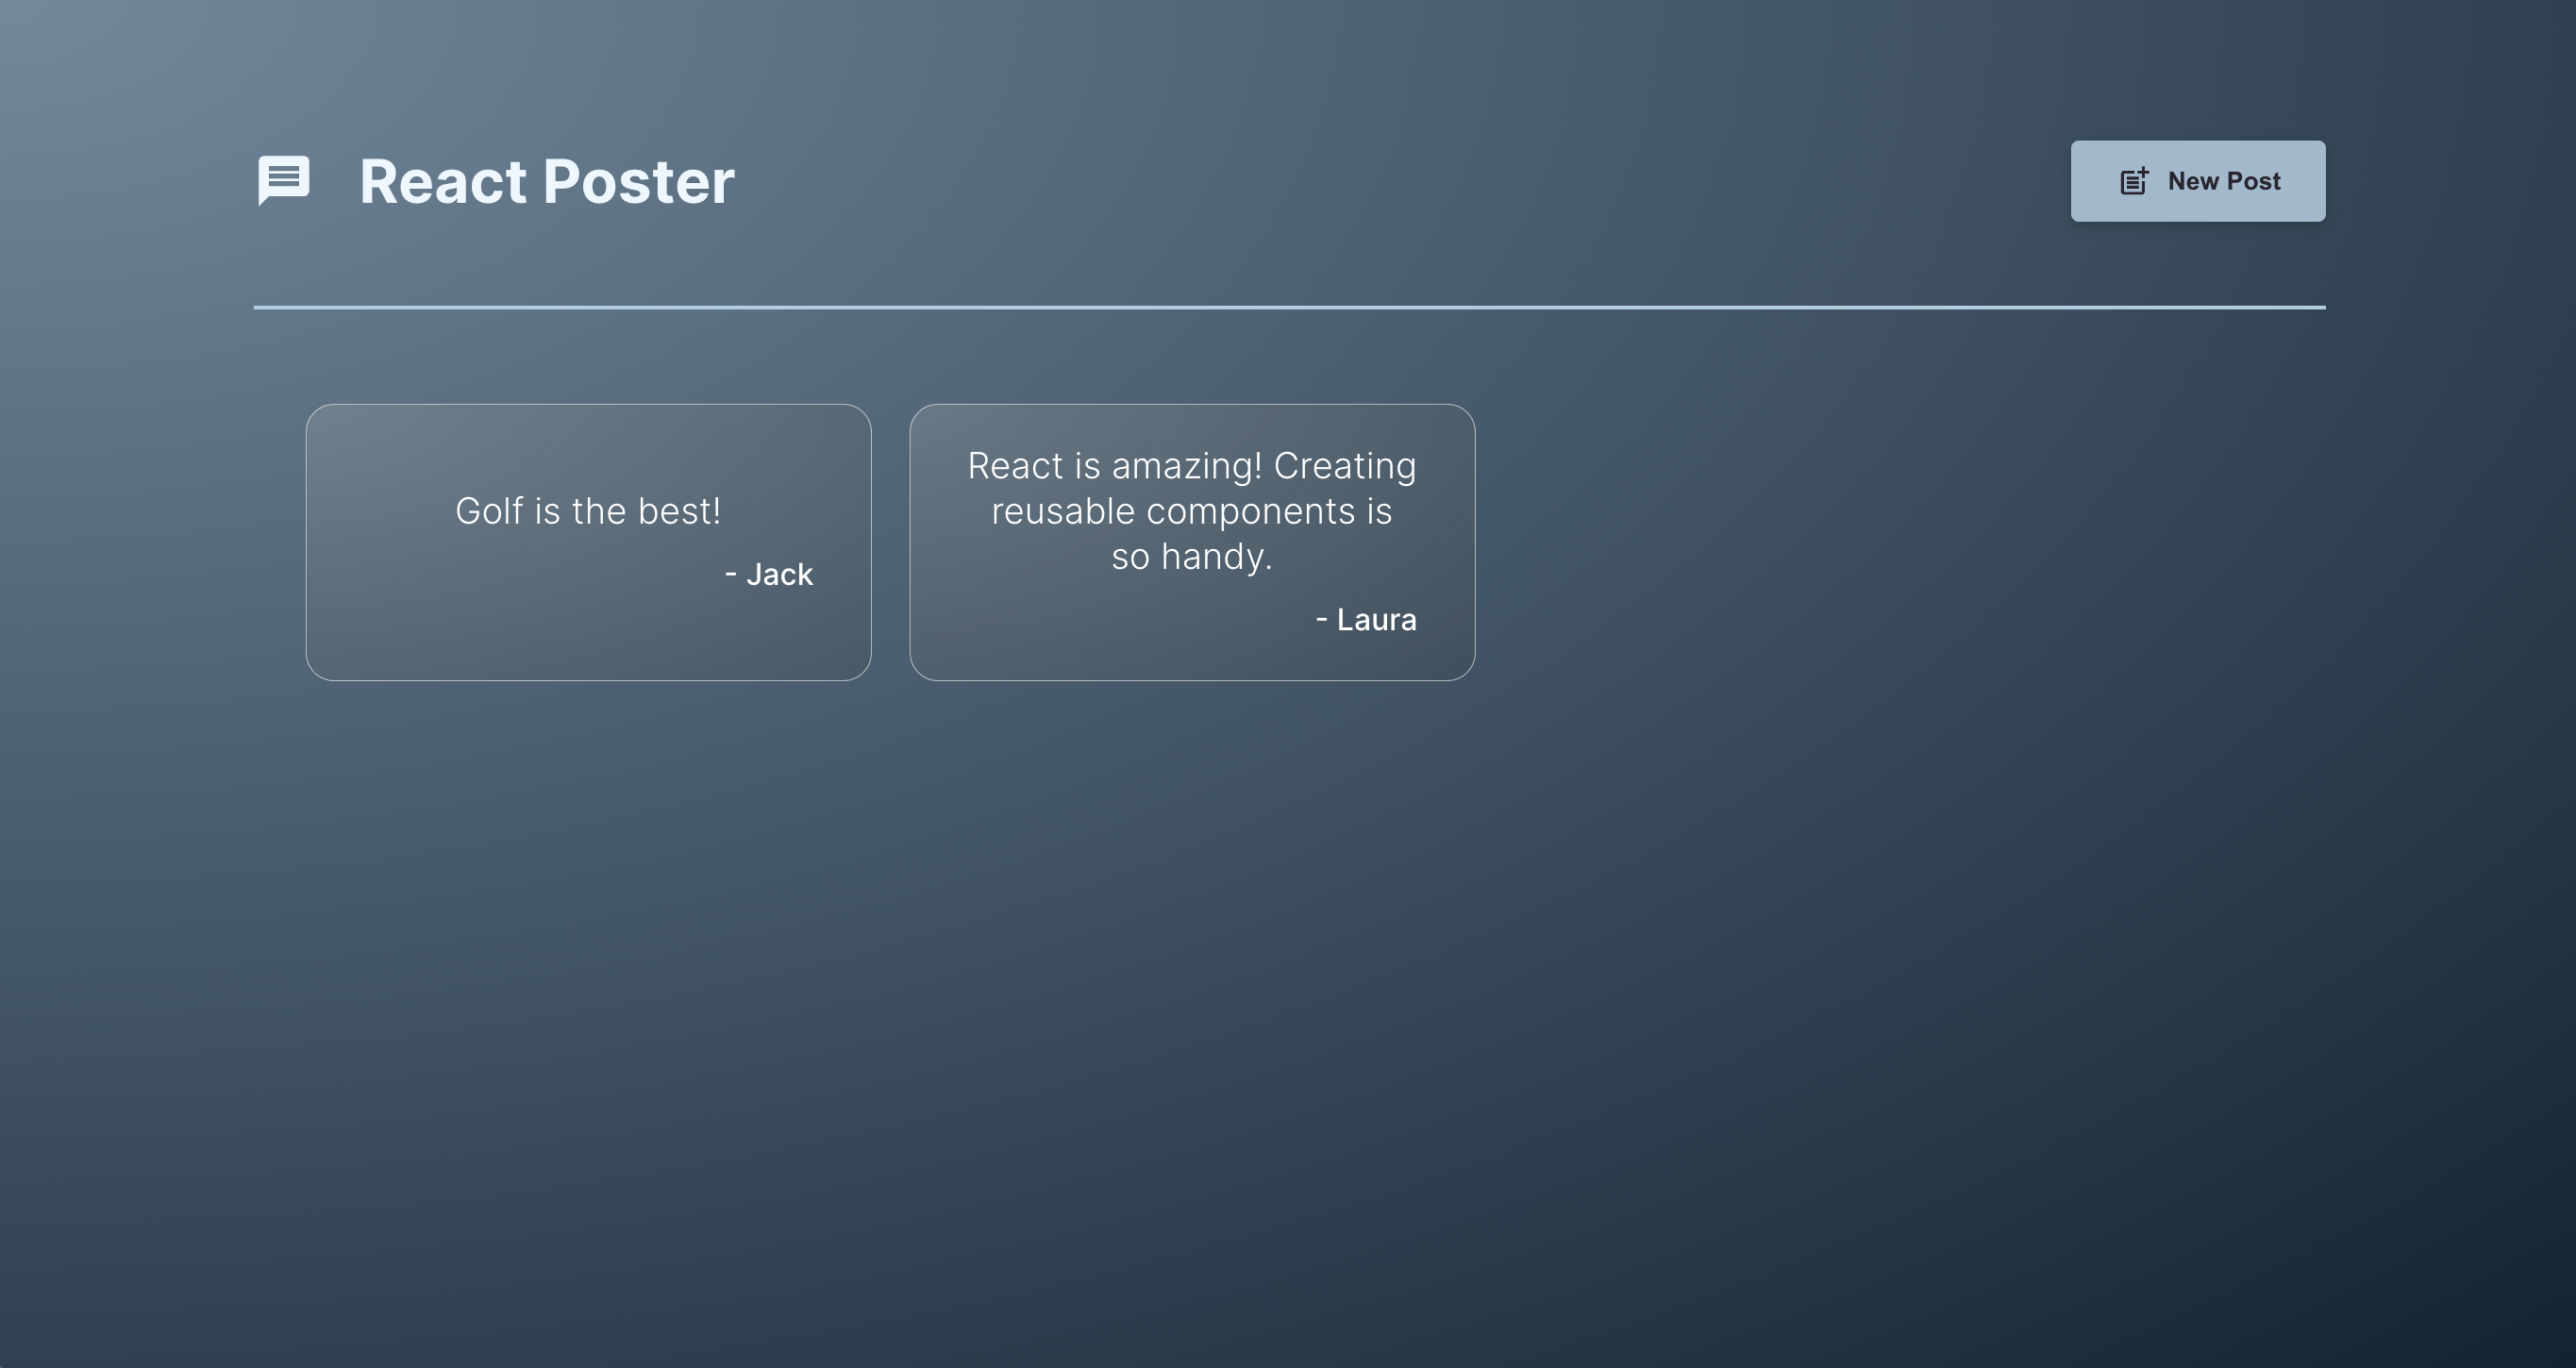 React Poster
New Post
Golf is the best!
- Jack
React is amazing! Creating
reusable components is
so handy.
- Laura